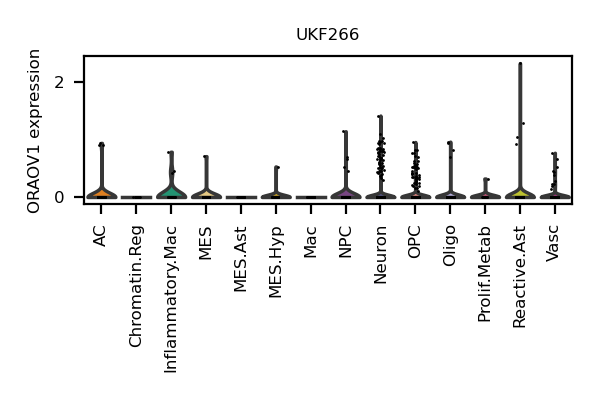 UKF266
ORAOV1 expression
2
0
AC
Chromatin.Reg
Inflammatory.Mac
MES
MES.Ast
MES.Hyp
Mac
NPC
Neuron
OPC
Oligo
Prolif.Metab
Reactive.Ast
Vasc